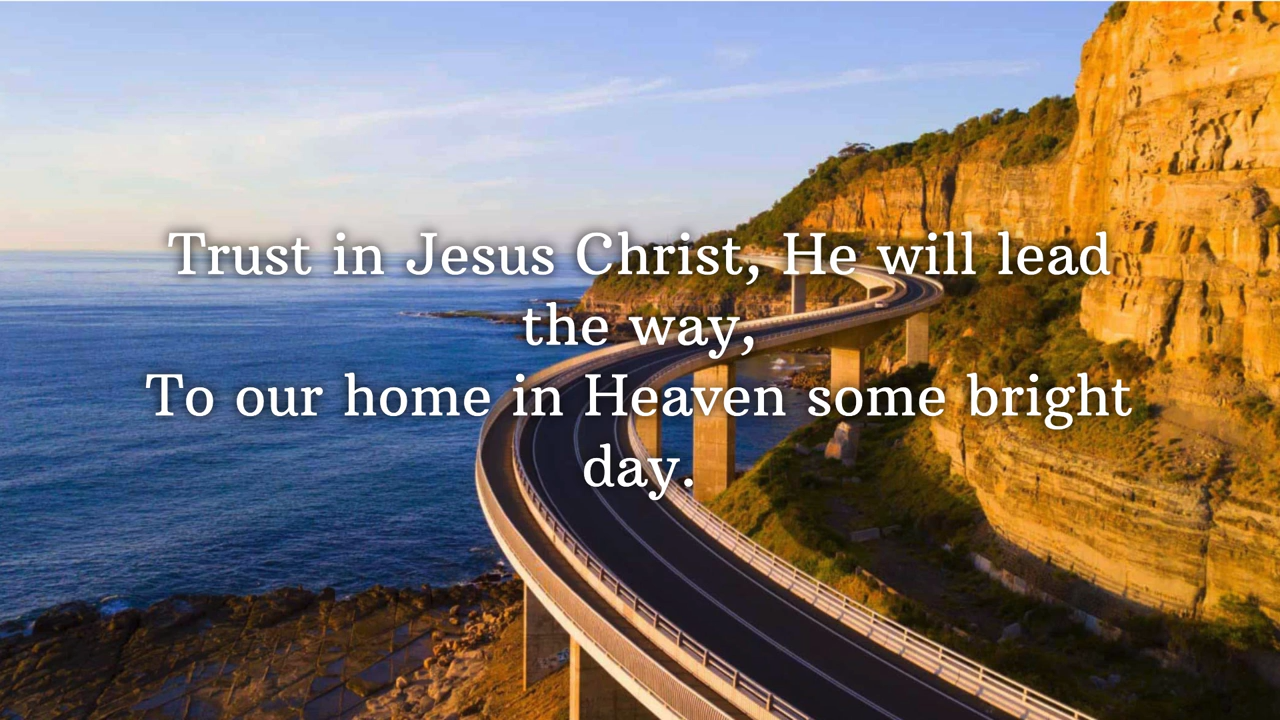 Trust in Jesus Christ, He will lead
the way,
To our home in Heaven some bright
day.